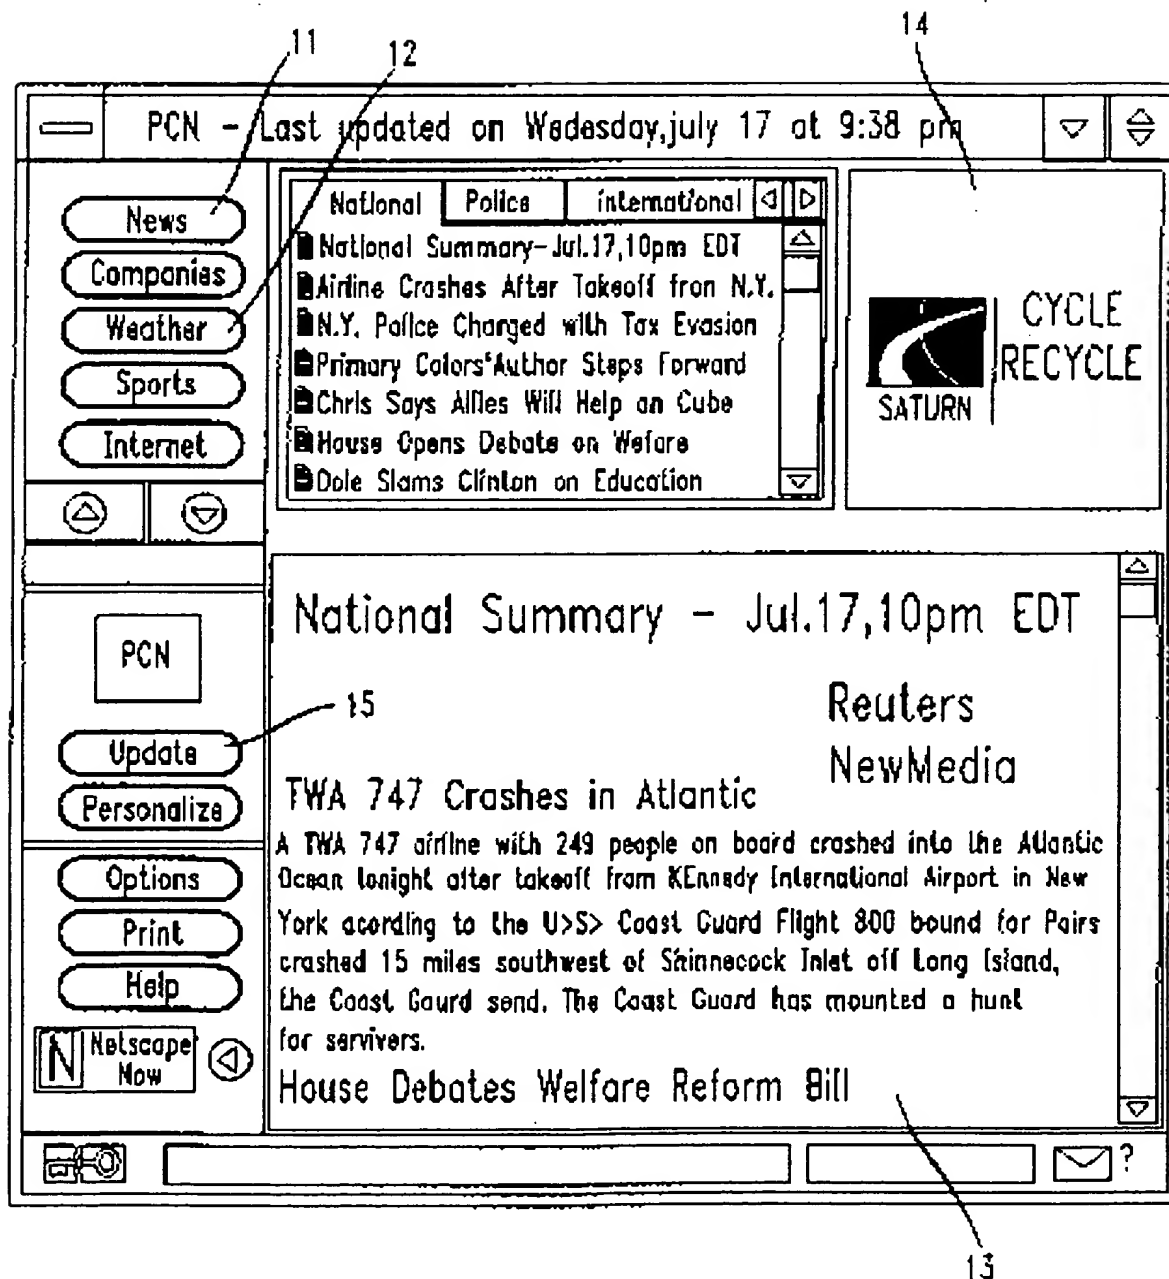 11
12
14
PCN - Last updated on Wadasday,july 17 at 9:38 pm
News
Companies
Weather
Sports
Internet
National Police international
National Summary-Jul.17,10pm EDT
Airline Crashes After Takeoff fron N.Y.
N.Y. Police Charged with Tax Evasion
Primary Colors'Author Steps Forward
Chris Says Allies Will Help an Cube
House Opens Debate on Wefare
Dole Slams Clinton on Education
CYCLE
RECYCLE
SATURN
PCN
15
Update
Personalize
Options
Print
Help
N Netscape
Now
National Summary - Jul.17,10pm EDT
Reuters
NewMedia
TWA 747 Crashes in Atlantic
A TWA 747 airline with 249 people on board crashed into the Atlantic
Ocean tonight after takeoff from KEnnady International Airport in New
York acording to the U>S> Coast Guard Flight 800 bound for Pairs
crashed 15 miles southwest of Shinnecock Inlet off Long Island,
the Coast Gaurd send. The Coast Guard has mounted a hunt
for servivers.
House Debates Welfare Reform Bill
?
13